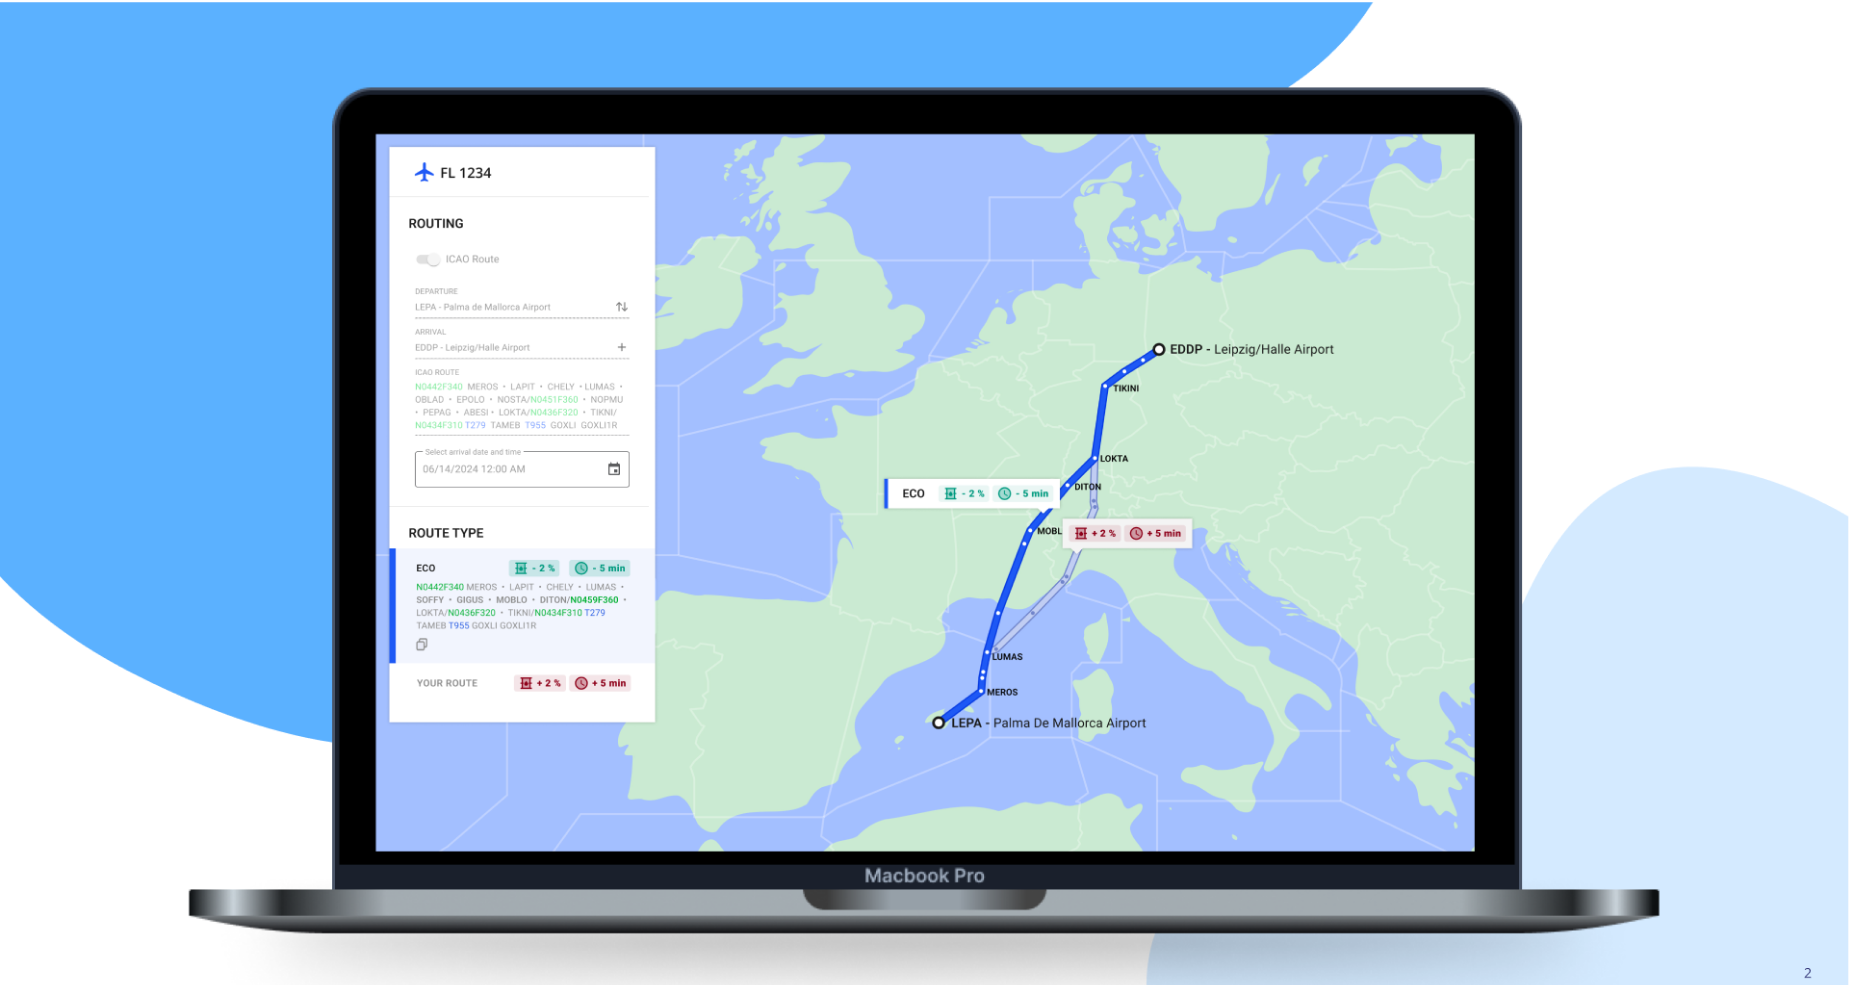 FL 1234
ROUTING
ICAO Route
DEPARTURE
LEPA - Palma de Mallorca Airport
ARRIVAL
EDDP - Leipzig/Halle Airport
ICAO ROUTE
N0442F340 MEROS • LAPIT • CHELY • LUMAS •
OBLAD • EPOLO • NOSTA/N0451F360 • NOPMU
• PEPAG • ABESI • LOKTA/N0436F320 • TIKNI/
N0434F310 T279 TAMEB T955 GOXLI GOXLI1R
Select arrival date and time
06/14/2024 12:00 AM
ROUTE TYPE
ECO - 2 % - 5 min
N0442F340 MEROS • LAPIT • CHELY • LUMAS •
SOFFY • GIGUS • MOBLO • DITON/N0459F360 •
LOKTA/N0436F320 • TIKNI/N0434F310 T279
TAMEB T955 GOXLI GOXLI1R
YOUR ROUTE + 2 % + 5 min
EDDP - Leipzig/Halle Airport
TIKINI
LOKTA
DITON
ECO - 2 % - 5 min
MOBL
+ 2 % + 5 min
LUMAS
MEROS
LEPA - Palma De Mallorca Airport
Macbook Pro
2